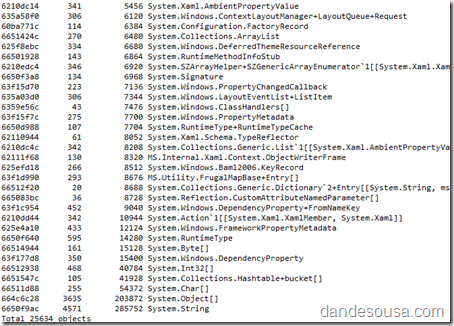 6210dc14 341 5456 System.Xaml.AmbientPropertyValue
635a58f0 306 6120 System.Windows.ContextLayoutManager+LayoutQueue+Request
60ba771c 114 6384 System.Configuration.FactoryRecord
6651424c 270 6480 System.Collections.ArrayList
625f8ebc 334 6680 System.Windows.DeferredThemeResourceReference
66501928 143 6864 System.RuntimeMethodInfoStub
6210edc4 346 6920 System.SZArrayHelper+SZGenericArrayEnumerator`1[[System.Xaml.Xam
6650f3a8 134 6968 System.Signature
63f15d70 223 7136 System.Windows.PropertyChangedCallback
635a03d0 306 7344 System.Windows.LayoutEventList+ListItem
6359e56c 43 7476 System.Windows.ClassHandlers[]
63f15f7c 275 7700 System.Windows.PropertyMetadata
6650d988 107 7704 System.RuntimeType+RuntimeTypeCache
62110944 61 8052 System.Xaml.Schema.TypeReflector
6210dc4c 342 8208 System.Collections.Generic.List`1[[System.Xaml.AmbientPropertyVa
62111f68 130 8320 MS.Internal.Xaml.Context.ObjectWriterFrame
625efd18 266 8512 System.Windows.Baml2006.KeyRecord
63f1d990 293 8676 MS.Utility.FrugalMapBase+Entry[]
66512f20 20 8688 System.Collections.Generic.Dictionary`2+Entry[[System.String, ms
665083bc 36 8728 System.Reflection.CustomAttributeNamedParameter[]
63f1c954 452 9040 System.Windows.DependencyProperty+FromNameKey
6210dd44 342 10944 System.Action`1[[System.Xaml.XamlMember, System.Xaml]]
625e4a10 433 12124 System.Windows.FrameworkPropertyMetadata
6650f640 595 14280 System.RuntimeType
66514944 161 15128 System.Byte[]
63f177d8 350 15400 System.Windows.DependencyProperty
66512938 468 40784 System.Int32[]
6651547c 105 41928 System.Collections.Hashtable+bucket[]
66511d88 255 54372 System.Char[]
664c6c28 3635 203872 System.Object[]
6650f9ac 4571 285752 System.String
Total 25634 objects
dandesousa.com